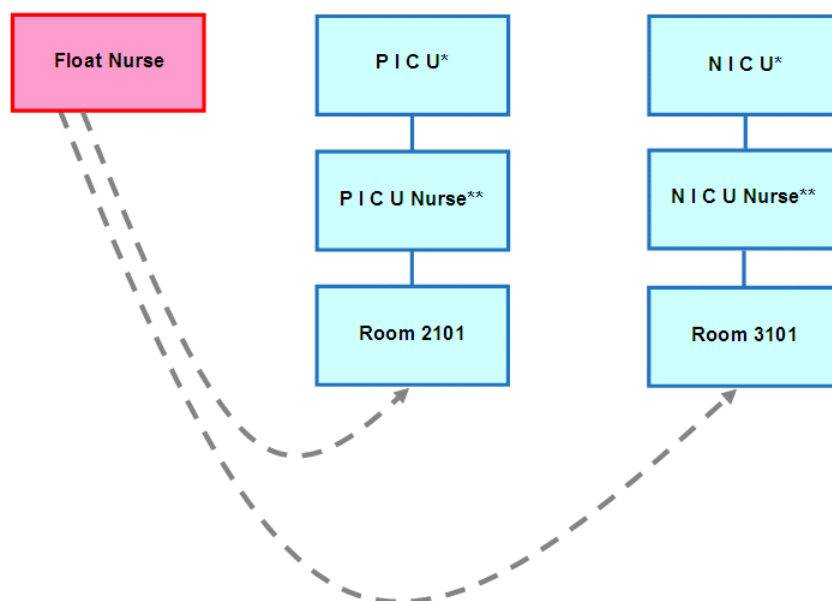 Float Nurse
P I C U*
N I C U*
P I C U Nurse**
N I C U Nurse**
Room 2101
Room 3101